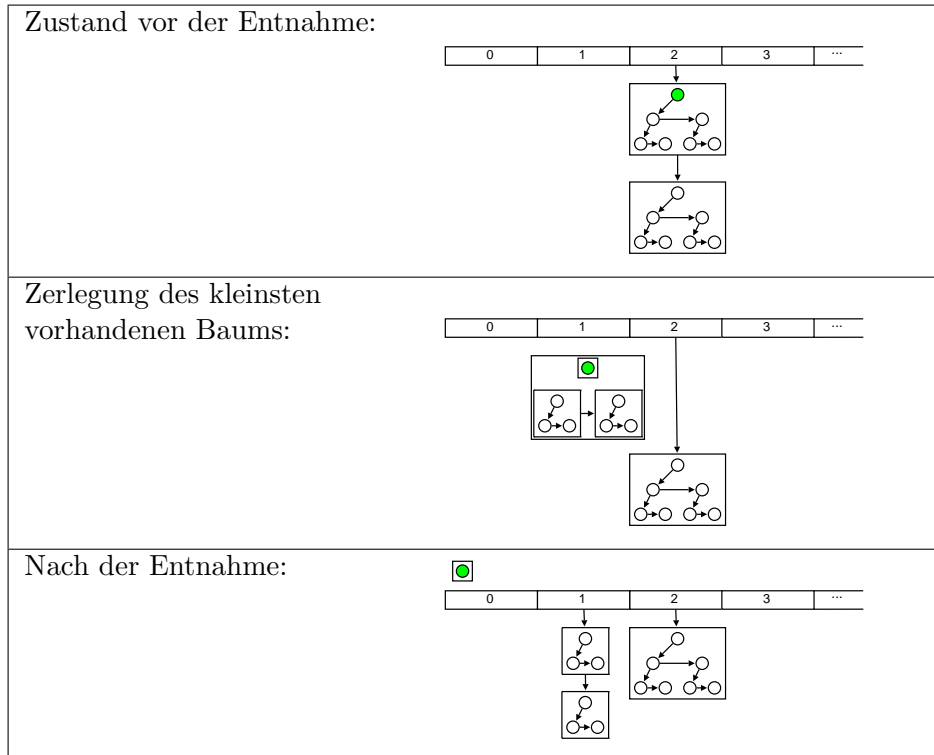 Zustand vor der Entnahme:
0 1 2 3 ...
Zerlegung des kleinsten
vorhandenen Baums:
0 1 2 3 ...
Nach der Entnahme:
0 1 2 3 ...